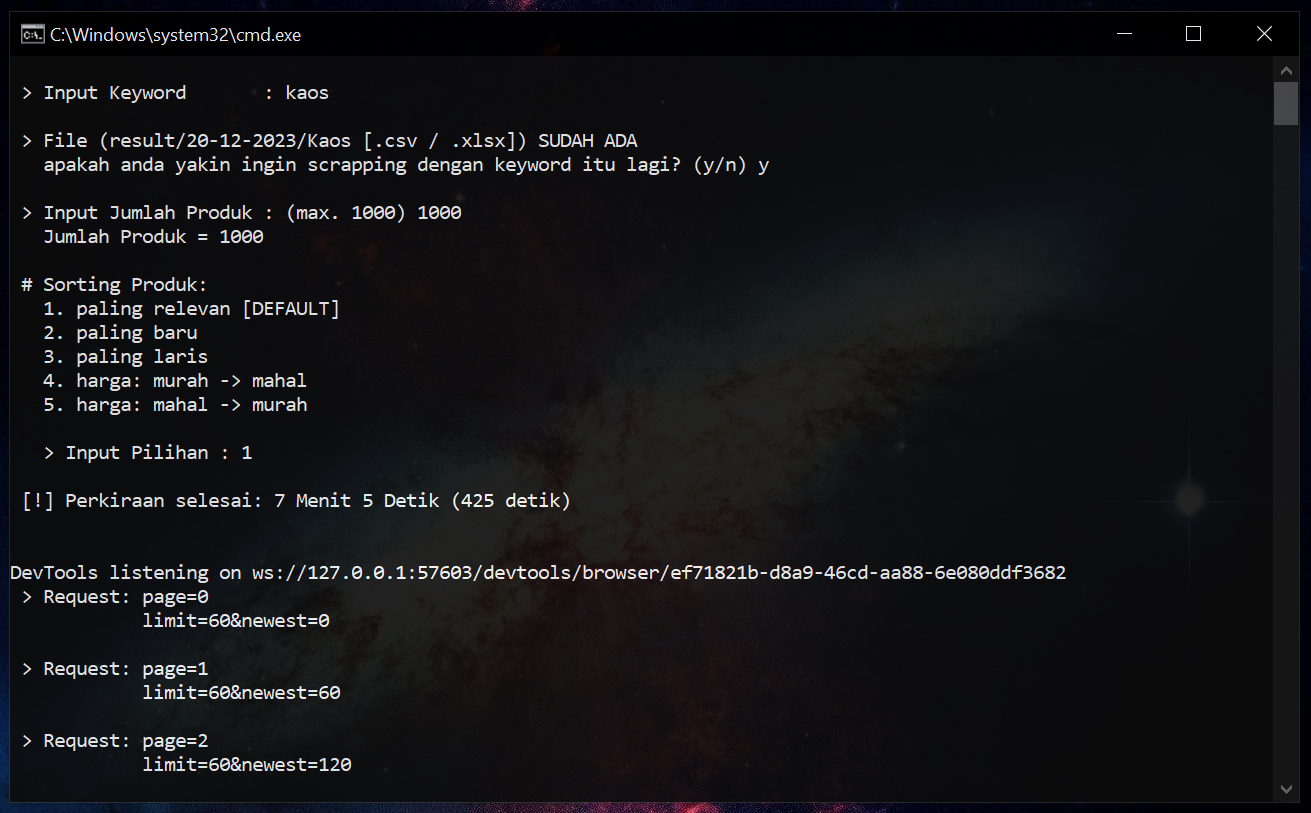 C:\Windows\system32\cmd.exe
> Input Keyword       : kaos
> File (result/20-12-2023/Kaos [.csv / .xlsx]) SUDAH ADA
apakah anda yakin ingin scrapping dengan keyword itu lagi? (y/n) y
> Input Jumlah Produk : (max. 1000) 1000
Jumlah Produk = 1000
# Sorting Produk:
1. paling relevan [DEFAULT]
2. paling baru
3. paling laris
4. harga: murah -> mahal
5. harga: mahal -> murah
> Input Pilihan : 1
[!] Perkiraan selesai: 7 Menit 5 Detik (425 detik)
DevTools listening on ws://127.0.0.1:57603/devtools/browser/ef71821b-d8a9-46cd-aa88-6e080ddf3682
> Request: page=0
limit=60&newest=0
> Request: page=1
limit=60&newest=60
> Request: page=2
limit=60&newest=120